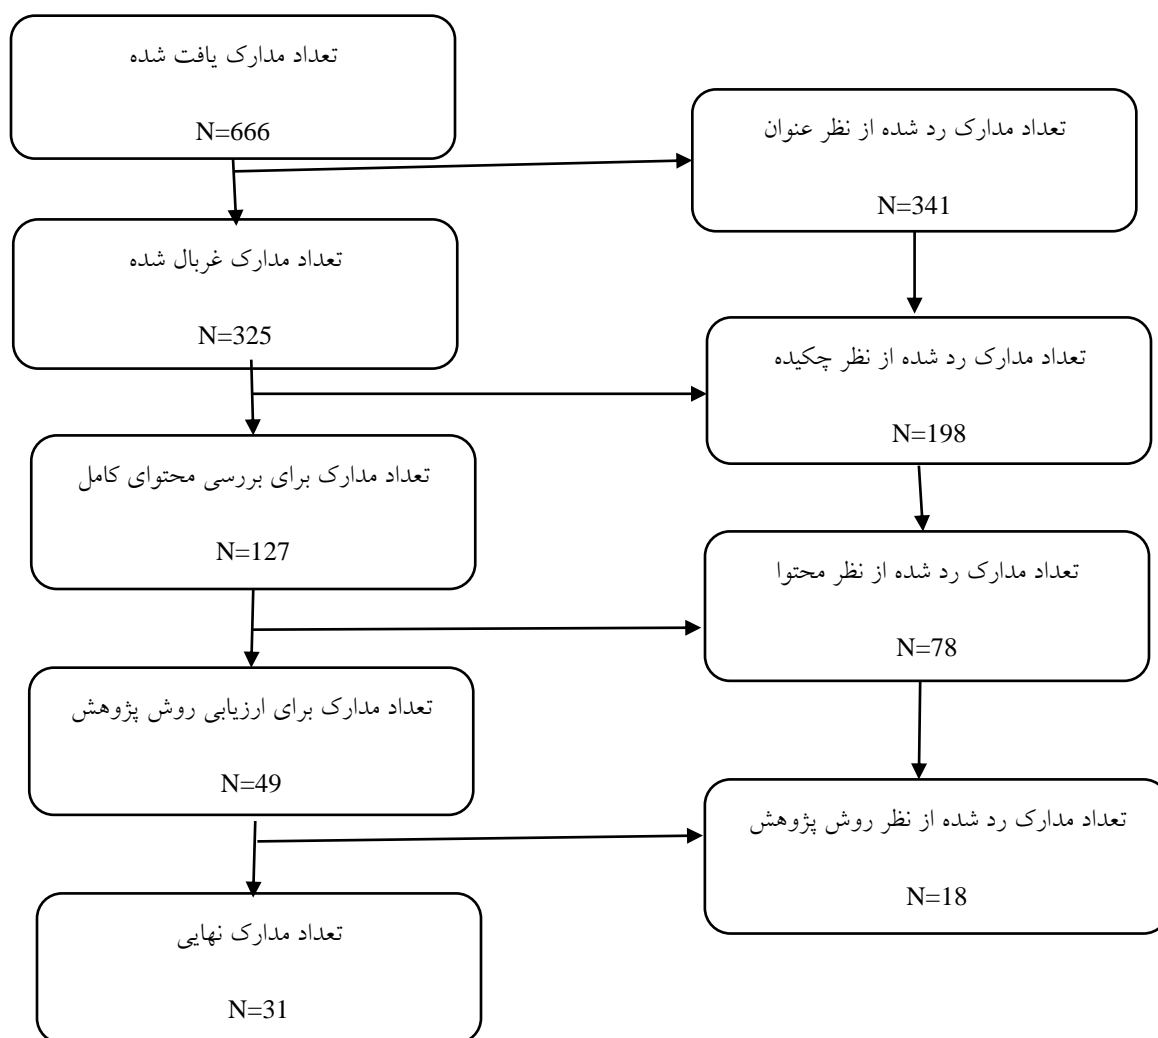 تعداد مدارک یافت شده
N=666
تعداد مدارک رد شده از نظر عنوان
N=341
تعداد مدارک غربال شده
N=325
تعداد مدارک رد شده از نظر چکیده
N=198
تعداد مدارک برای بررسی محتوای کامل
N=127
تعداد مدارک رد شده از نظر محتوا
N=78
تعداد مدارک برای ارزیابی روش پژوهش
N=49
تعداد مدارک رد شده از نظر روش پژوهش
N=18
تعداد مدارک نهایی
N=31